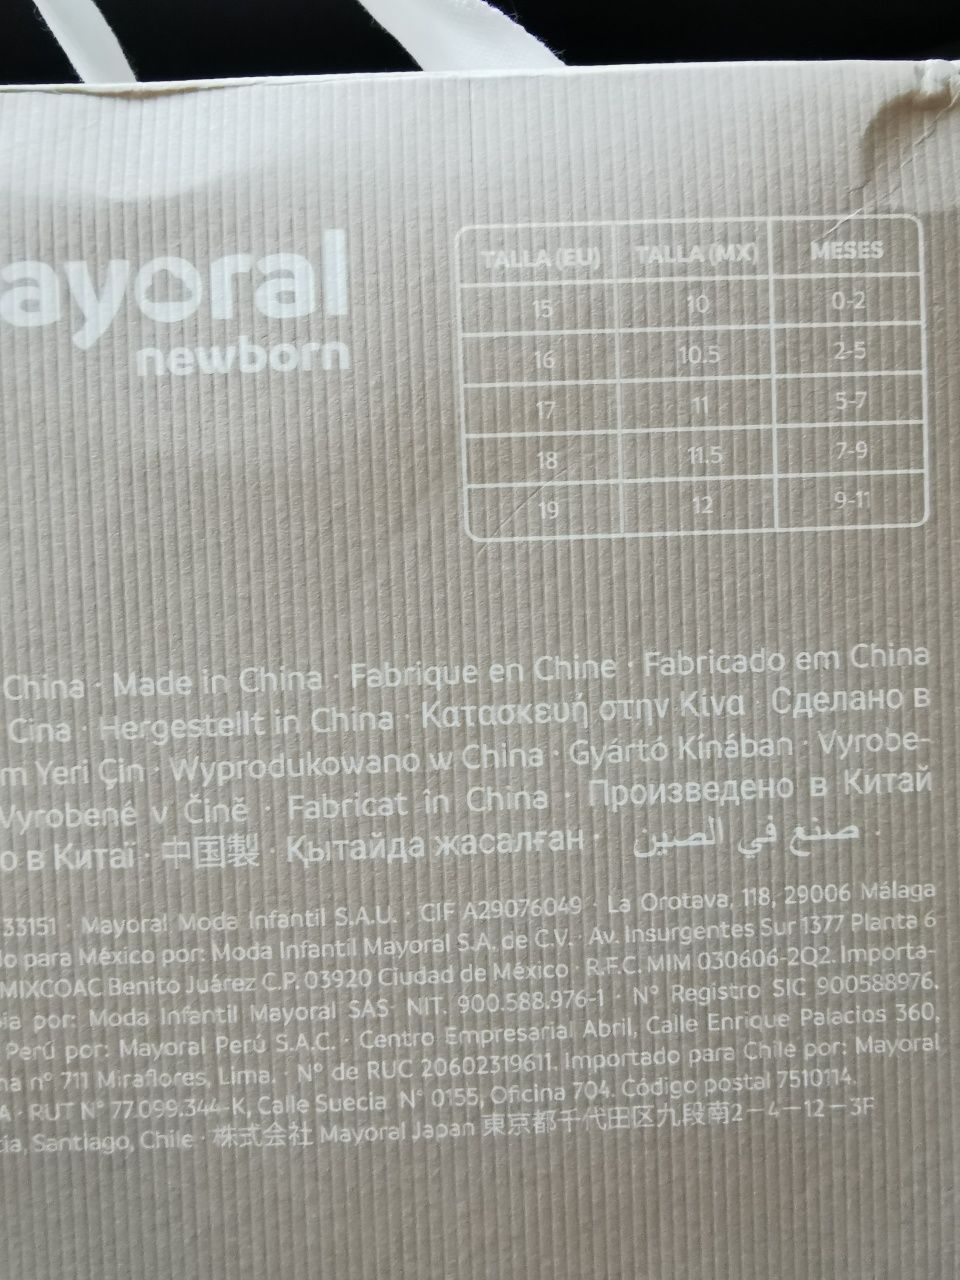 ayoral
newborn
TALLA (EU) TALLA (MX) MESES
15 10 0-2
16 10.5 2-5
17 11 5-7
18 11.5 7-9
19 12 9-11
China · Made in China · Fabrique en Chine · Fabricado em China
Cina · Hergestellt in China · Κατασκευή στην Κίνα · Сделано в
m Yeri Çin · Wyprodukowano w China · Gyártó Kínában · Vyrobe-
Vyrobené v Čině · Fabricat în China · Произведено в Китай
о в Китаї · 中国製 · Қытайда жасалған · صنع في الصين ·
33151 · Mayoral Moda Infantil S.A.U. · CIF A29076049 · La Orotava, 118, 29006 Málaga
do para México por: Moda Infantil Mayoral S.A. de C.V. · Av. Insurgentes Sur 1377 Planta 6
MIXCOAC Benito Juárez C.P. 03920 Ciudad de México · R.F.C. MIM 030606-2Q2. Importa-
bia por: Moda Infantil Mayoral SAS· NIT. 900.588.976-1 · N° Registro SIC 900588976.
Perú por: Mayoral Perú S.A.C. · Centro Empresarial Abril, Calle Enrique Palacios 360,
na n° 711 Miraflores, Lima. · N° de RUC 20602319611. Importado para Chile por: Mayoral
A · RUT N° 77.099.344-K, Calle Suecia N° 0155, Oficina 704. Código postal 7510114.
cia, Santiago, Chile · 株式会社 Mayoral Japan 東京都千代田区九段南2-4-12-3F